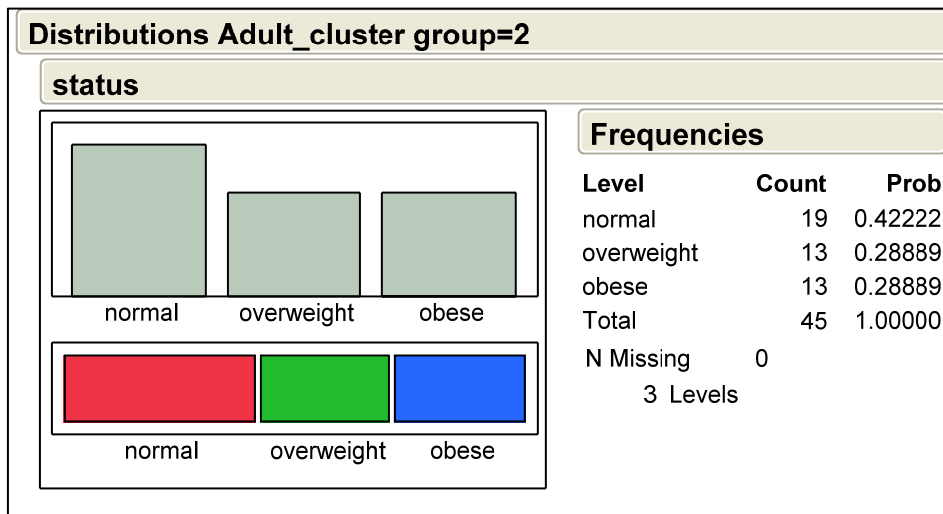 Distributions Adult_cluster group=2
status
normal overweight obese
normal overweight obese
Frequencies
Level Count Prob
normal 19 0.42222
overweight 13 0.28889
obese 13 0.28889
Total 45 1.00000
N Missing 0
3 Levels